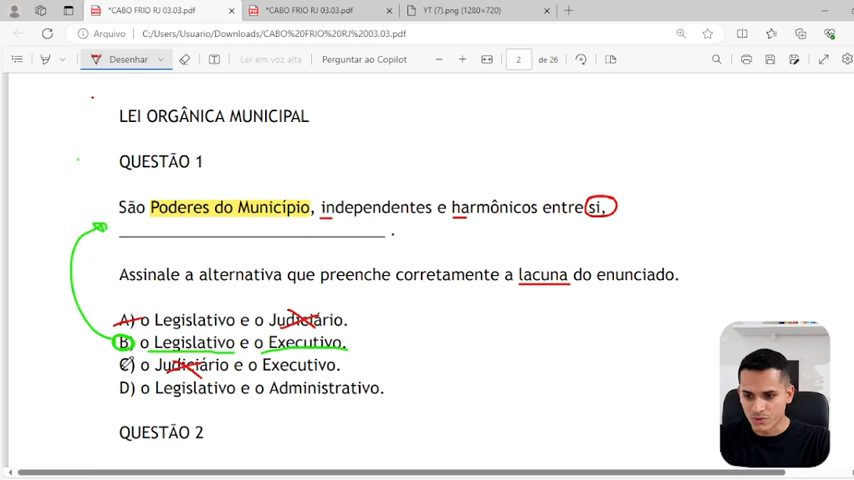 *CABO FRIO RJ 03.03.pdf
*CABO FRIO RJ 03.03.pdf
YT (7).png (1280×720)
Arquivo
C:/Users/Usuario/Downloads/CABO%20FRIO%20RJ%2003.03.pdf
Desenhar
Ler em voz alta
Perguntar ao Copilot
2
de 26
LEI ORGÂNICA MUNICIPAL
QUESTÃO 1
São Poderes do Município, independentes e harmônicos entre si,
______________________________ .
Assinale a alternativa que preenche corretamente a lacuna do enunciado.
A) o Legislativo e o Judiciário.
B) o Legislativo e o Executivo.
C) o Judiciário e o Executivo.
D) o Legislativo e o Administrativo.
QUESTÃO 2